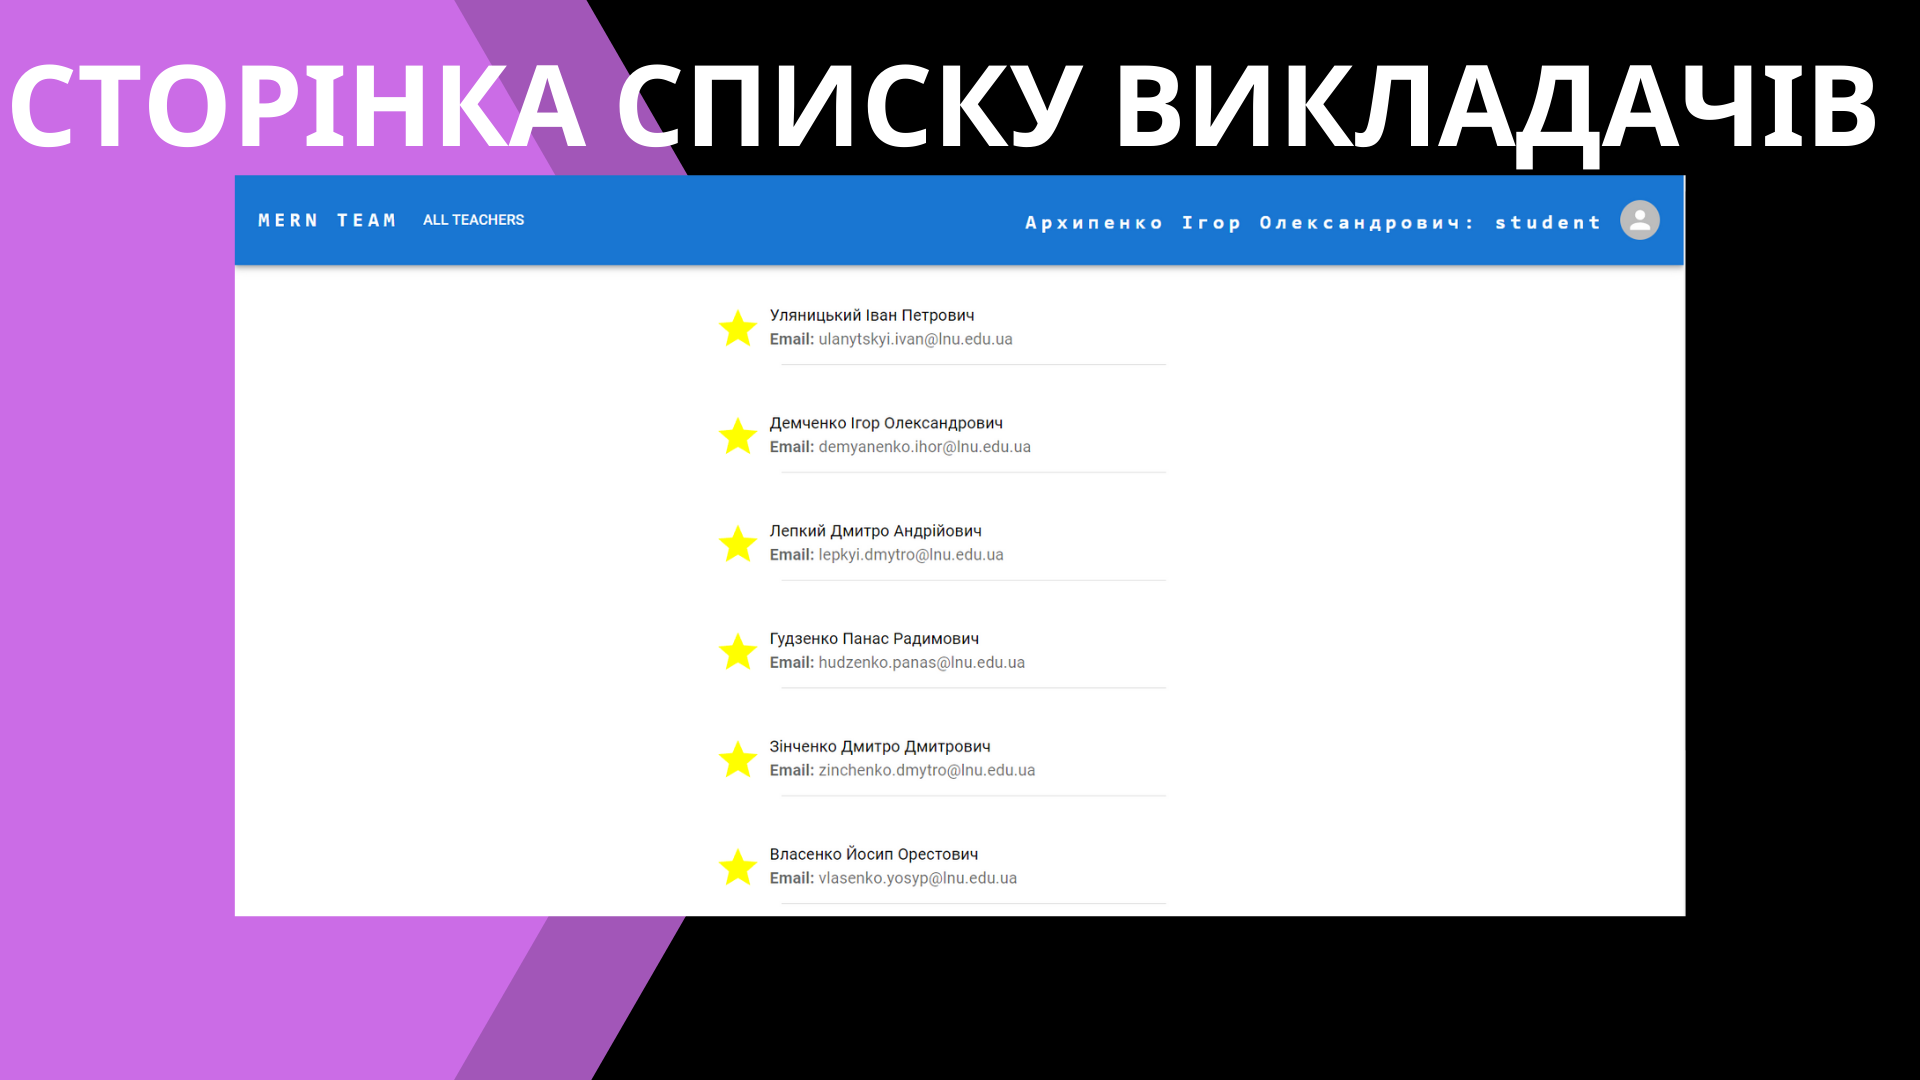 СТОРІНКА СПИСКУ ВИКЛАДАЧІВ
MERN TEAM ALL TEACHERS Архипенко Ігор Олександрович: student
Уляницький Іван Петрович
Email: ulanytskyi.ivan@lnu.edu.ua
Демченко Ігор Олександрович
Email: demyanenko.ihor@lnu.edu.ua
Лепкий Дмитро Андрійович
Email: lepkyi.dmytro@lnu.edu.ua
Гудзенко Панас Радимович
Email: hudzenko.panas@lnu.edu.ua
Зінченко Дмитро Дмитрович
Email: zinchenko.dmytro@lnu.edu.ua
Власенко Йосип Орестович
Email: vlasenko.yosyp@lnu.edu.ua